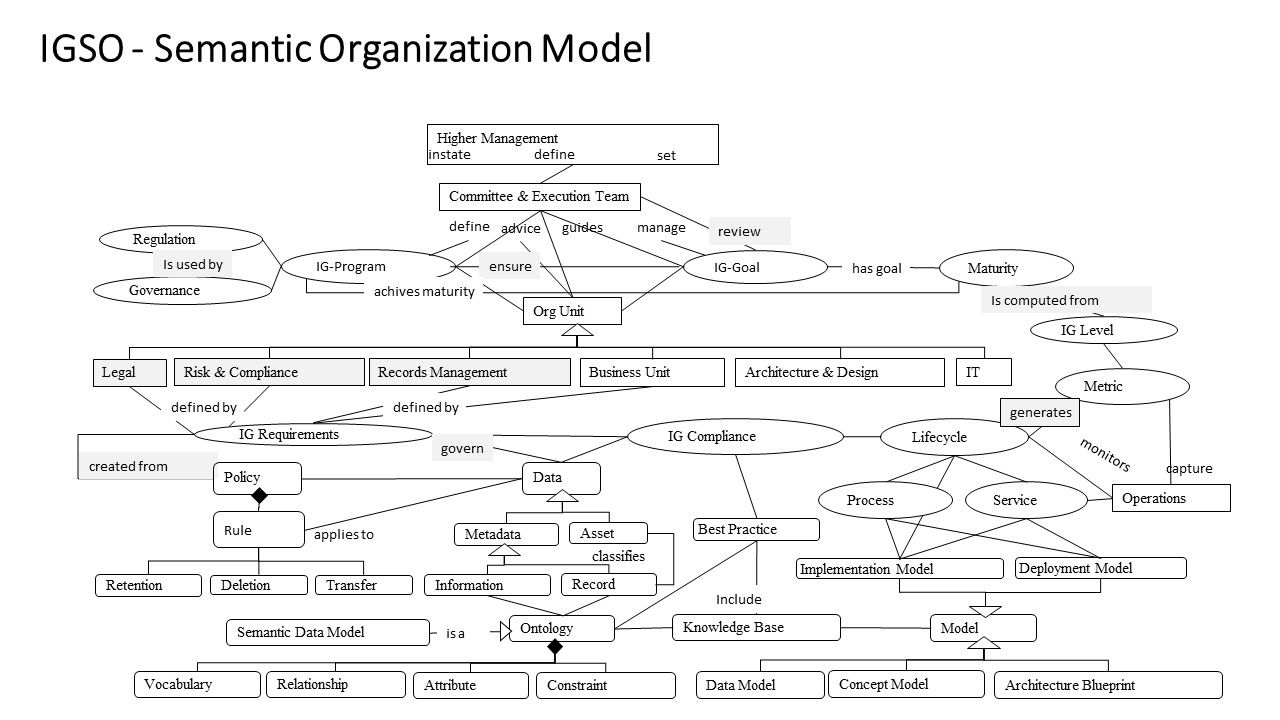 IGSO - Semantic Organization Model
Higher Management
instate define set
Committee & Execution Team
define advice guides manage review
Regulation
Is used by
Governance
IG-Program
ensure
IG-Goal
has goal
Maturity
achives maturity
Is computed from
Org Unit
IG Level
Legal
Risk & Compliance
Records Management
Business Unit
Architecture & Design
IT
Metric
defined by
defined by
generates
IG Requirements
IG Compliance
Lifecycle
govern
monitors
created from
capture
Policy
Data
Process
Service
Operations
Rule
applies to
Metadata
Asset
Best Practice
classifies
Implementation Model
Deployment Model
Retention
Deletion
Transfer
Information
Record
Include
Semantic Data Model
is a
Ontology
Knowledge Base
Model
Vocabulary
Relationship
Attribute
Constraint
Data Model
Concept Model
Architecture Blueprint